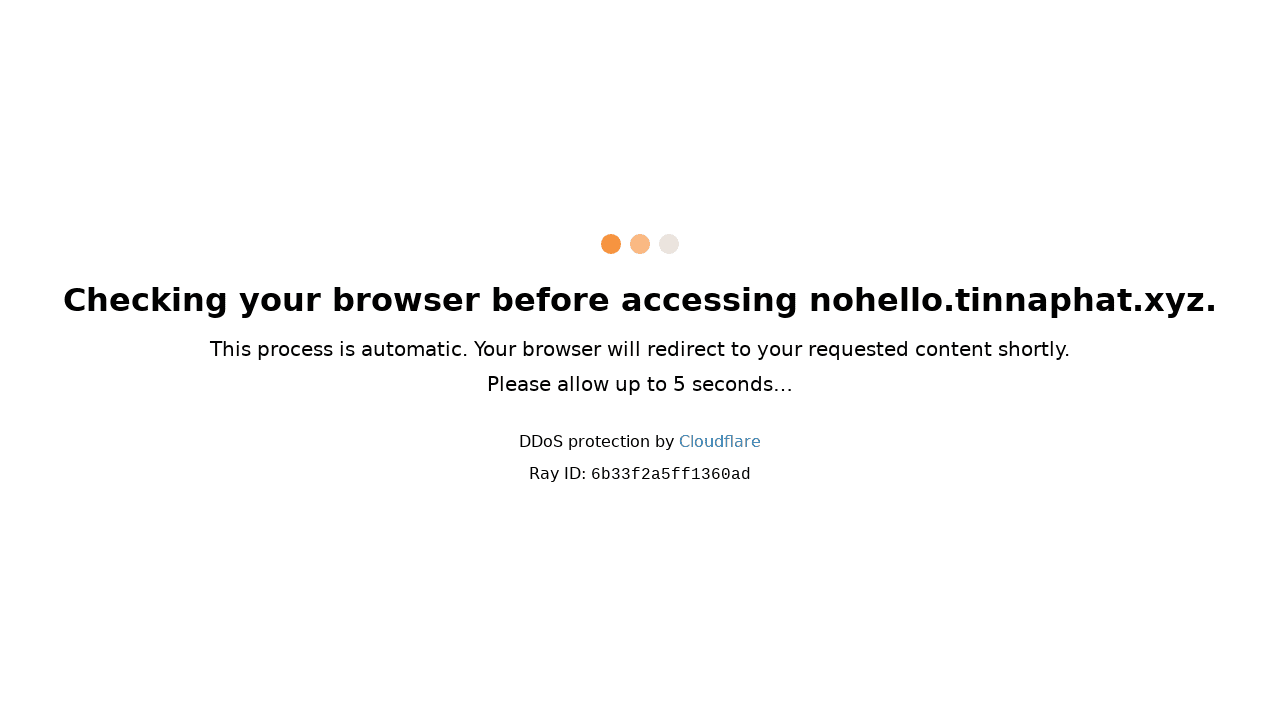 Checking your browser before accessing nohello.tinnaphat.xyz.
This process is automatic. Your browser will redirect to your requested content shortly.
Please allow up to 5 seconds…
DDoS protection by Cloudflare
Ray ID: 6b33f2a5ff1360ad